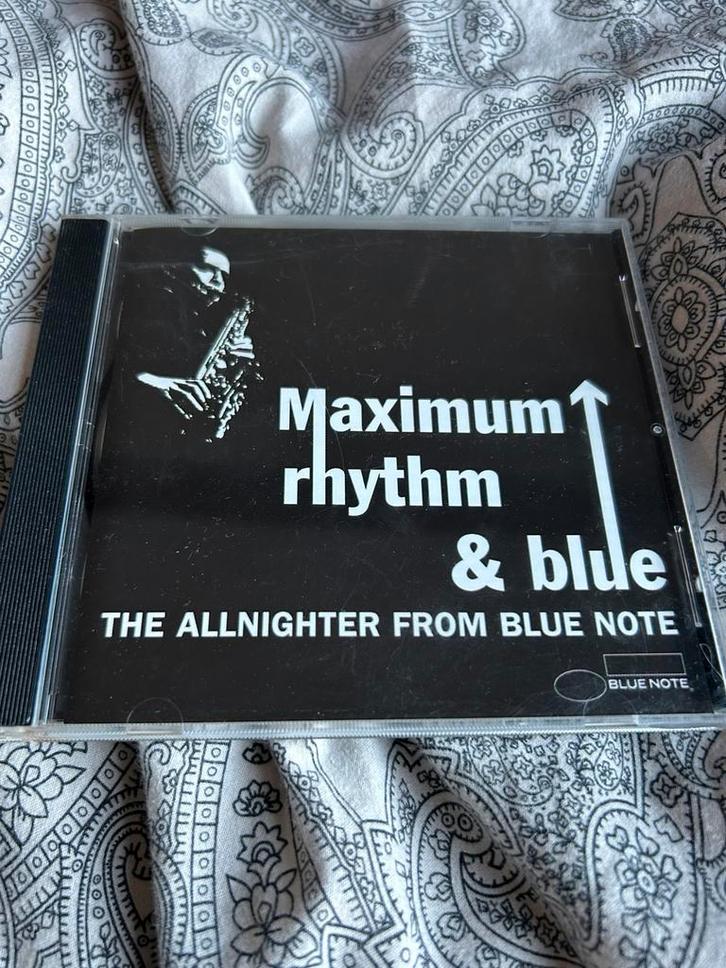 Maximum
rhythm
& blue
THE ALLNIGHTER FROM BLUE NOTE
BLUE NOTE